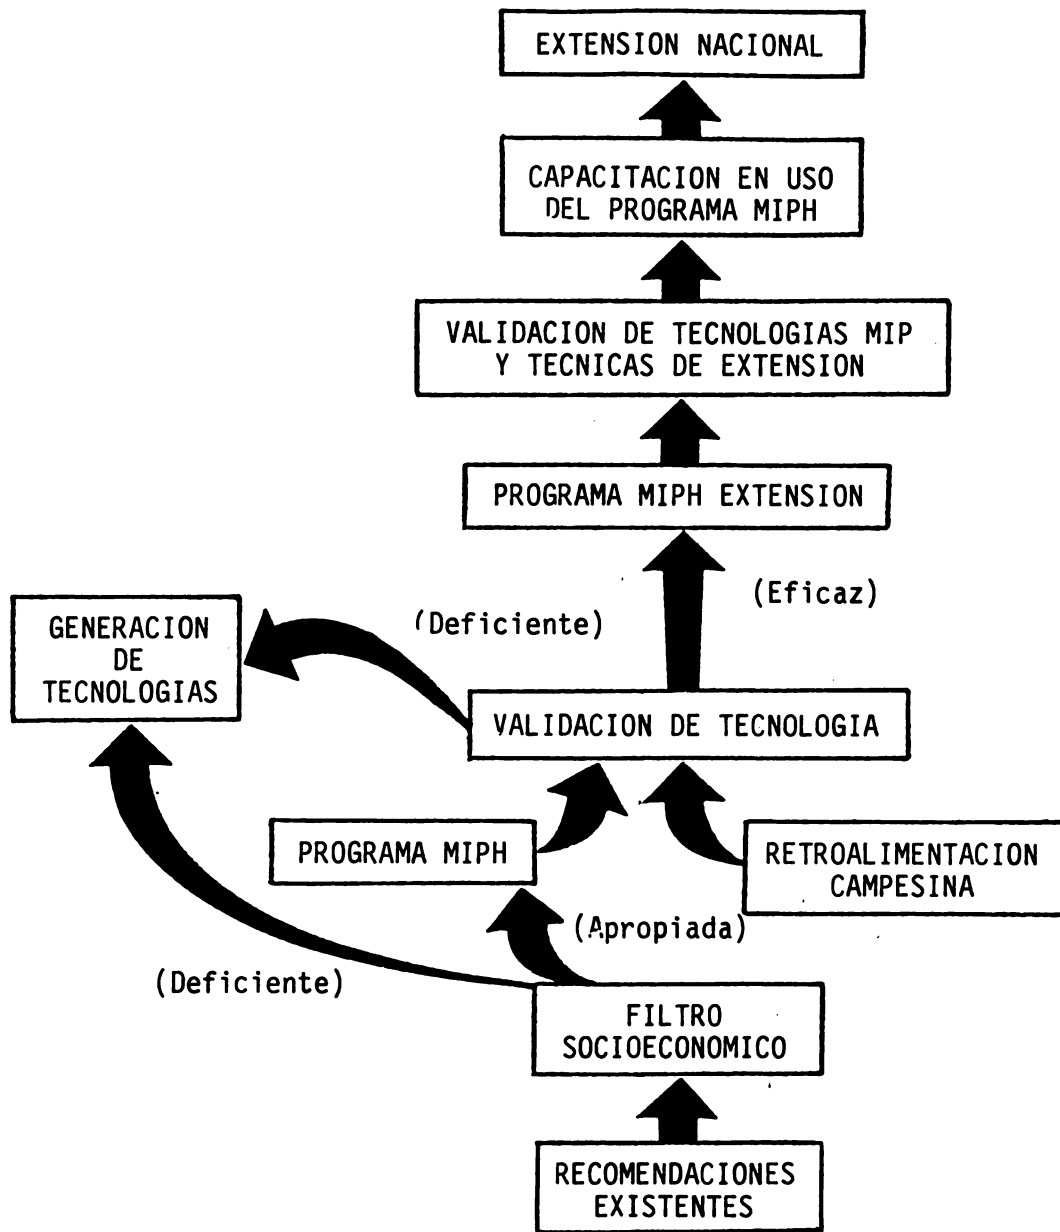 EXTENSION NACIONAL
CAPACITACION EN USO
DEL PROGRAMA MIPH
VALIDACION DE TECNOLOGIAS MIP
Y TECNICAS DE EXTENSION
PROGRAMA MIPH EXTENSION
(Eficaz)
(Deficiente)
GENERACION
DE
TECNOLOGIAS
VALIDACION DE TECNOLOGIA
PROGRAMA MIPH
RETROALIMENTACION
CAMPESINA
(Apropiada)
(Deficiente)
FILTRO
SOCIOECONOMICO
RECOMENDACIONES
EXISTENTES